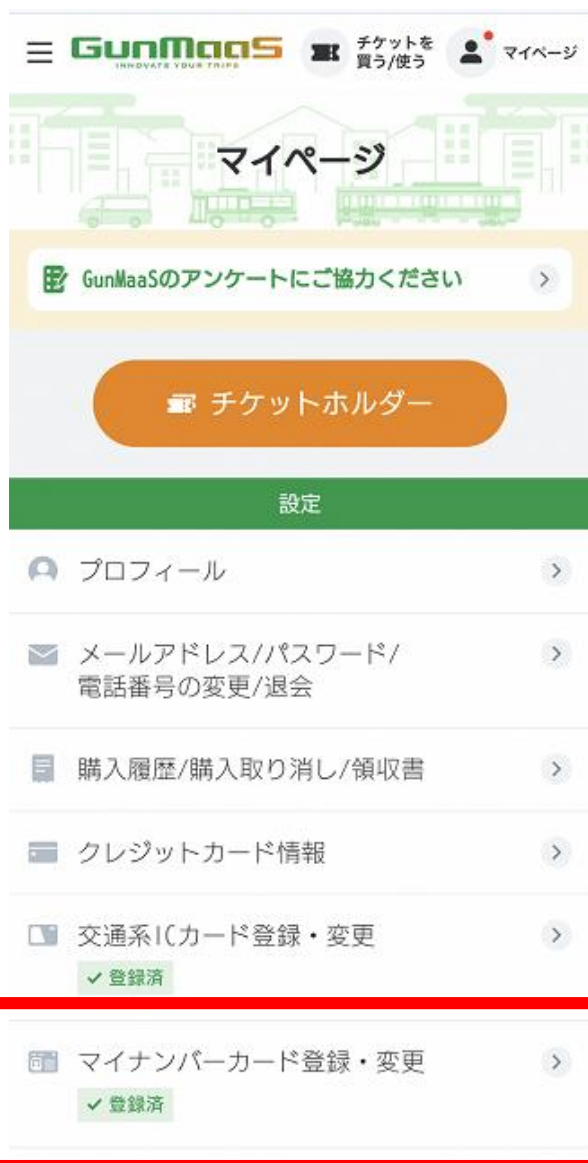 GunMaaS
INNOVATE YOUR TRIPS
チケットを
買う/使う
マイページ
マイページ
GunMaaSのアンケートにご協力ください
チケットホルダー
設定
プロフィール
メールアドレス/パスワード/
電話番号の変更/退会
購入履歴/購入取り消し/領収書
クレジットカード情報
交通系ICカード登録・変更
登録済
マイナンバーカード登録・変更
登録済